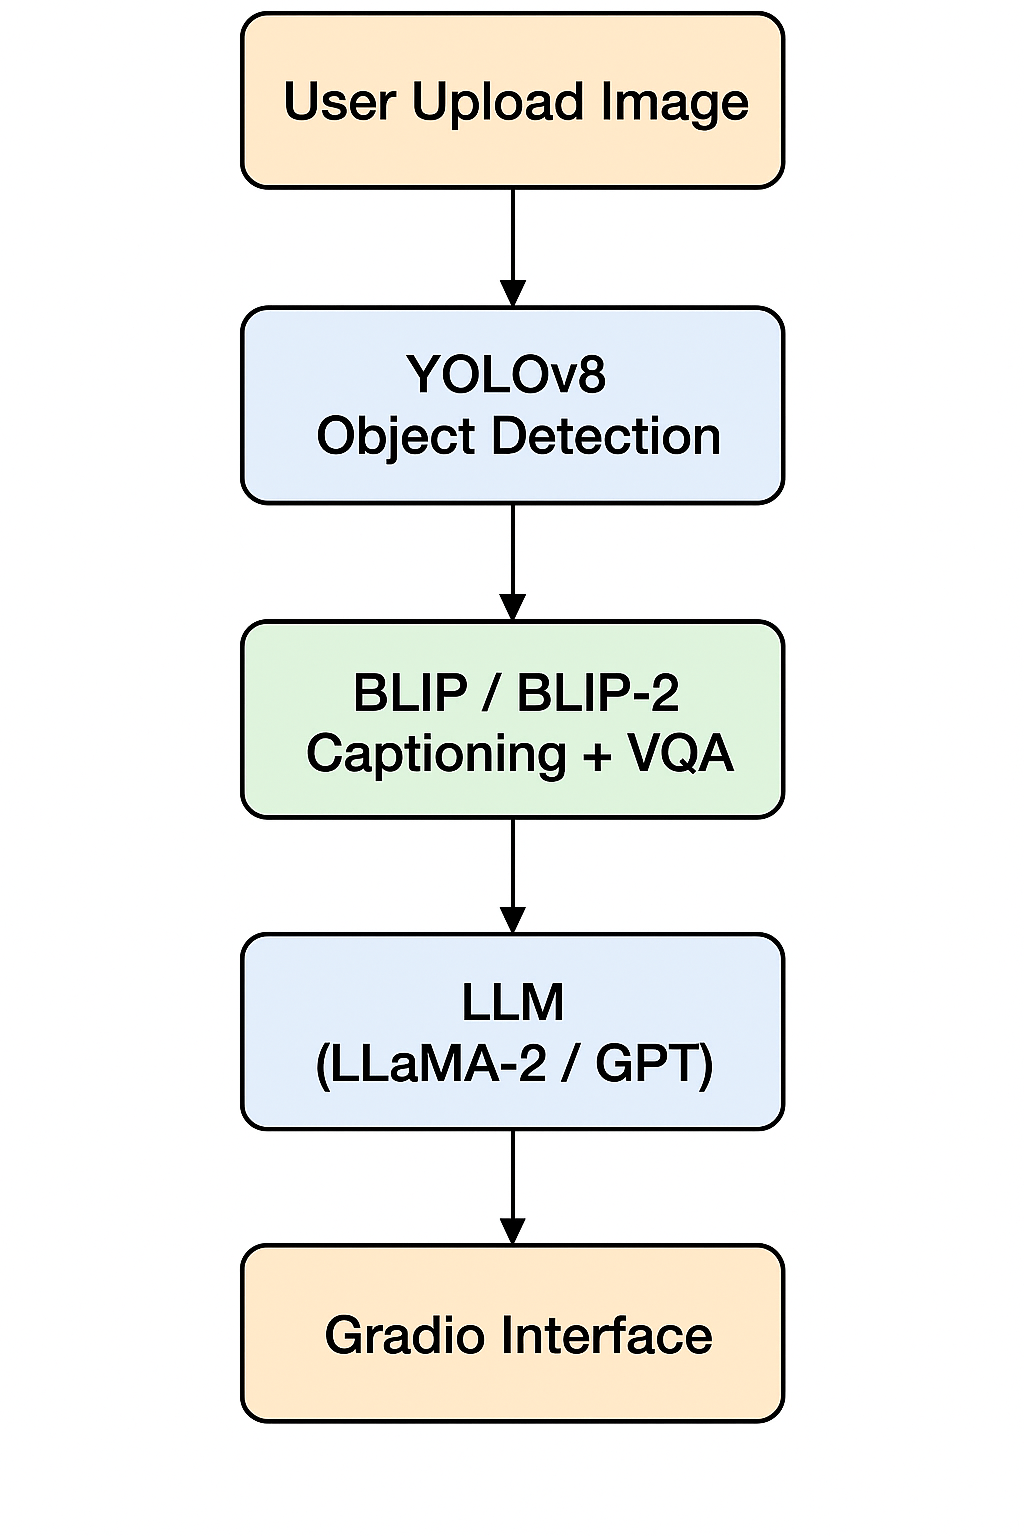 User Upload Image
YOLOv8
Object Detection
BLIP / BLIP-2
Captioning + VQA
LLM
(LLaMA-2 / GPT)
Gradio Interface